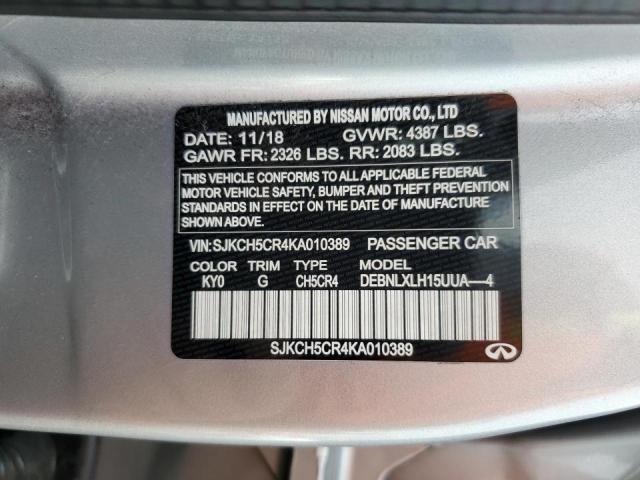 MANUFACTURED BY NISSAN MOTOR CO., LTD
DATE: 11/18 GVWR: 4387 LBS.
GAWR FR: 2326 LBS. RR: 2083 LBS.
THIS VEHICLE CONFORMS TO ALL APPLICABLE FEDERAL
MOTOR VEHICLE SAFETY, BUMPER AND THEFT PREVENTION
STANDARDS IN EFFECT ON THE DATE OF MANUFACTURE
SHOWN ABOVE.
VIN: SJKCH5CR4KA010389 PASSENGER CAR
COLOR TRIM TYPE MODEL
KY0 G CH5CR4 DEBNLXLH15UUA---4
SJKCH5CR4KA010389